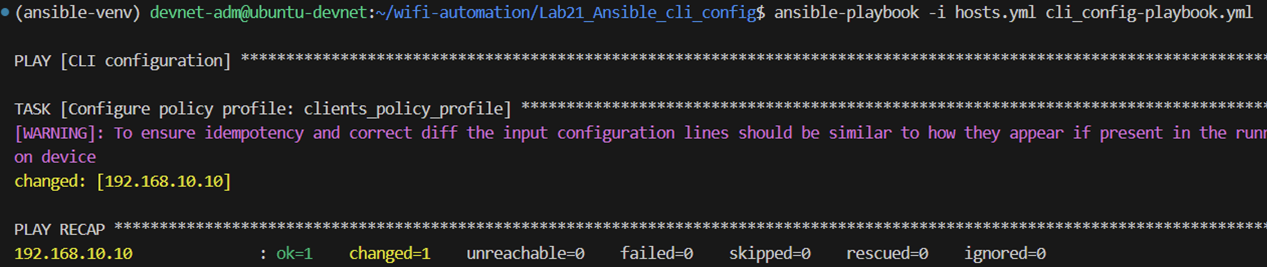 (ansible-venv) devnet-adm@ubuntu-devnet:~/wifi-automation/Lab21_Ansible_cli_config$ ansible-playbook -i hosts.yml cli_config-playbook.yml
PLAY [CLI configuration] ****************************************************************************************************************
TASK [Configure policy profile: clients_policy_profile] *********************************************************************************
[WARNING]: To ensure idempotency and correct diff the input configuration lines should be similar to how they appear if present in the
on device
changed: [192.168.10.10]
PLAY RECAP ******************************************************************************************************************************
192.168.10.10 : ok=1 changed=1 unreachable=0 failed=0 skipped=0 rescued=0 ignored=0